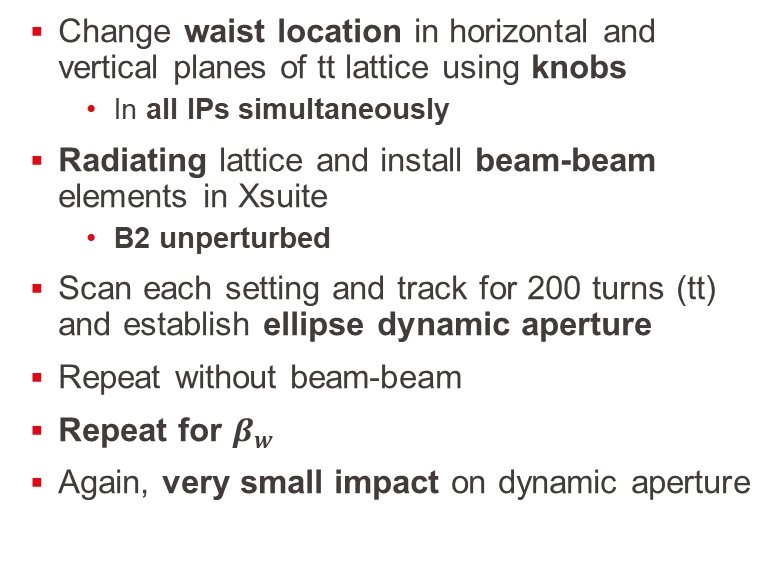 ▪ Change waist location in horizontal and
vertical planes of tt lattice using knobs
• In all IPs simultaneously
▪ Radiating lattice and install beam-beam
elements in Xsuite
• B2 unperturbed
▪ Scan each setting and track for 200 turns (tt)
and establish ellipse dynamic aperture
▪ Repeat without beam-beam
▪ Repeat for β_w
▪ Again, very small impact on dynamic aperture